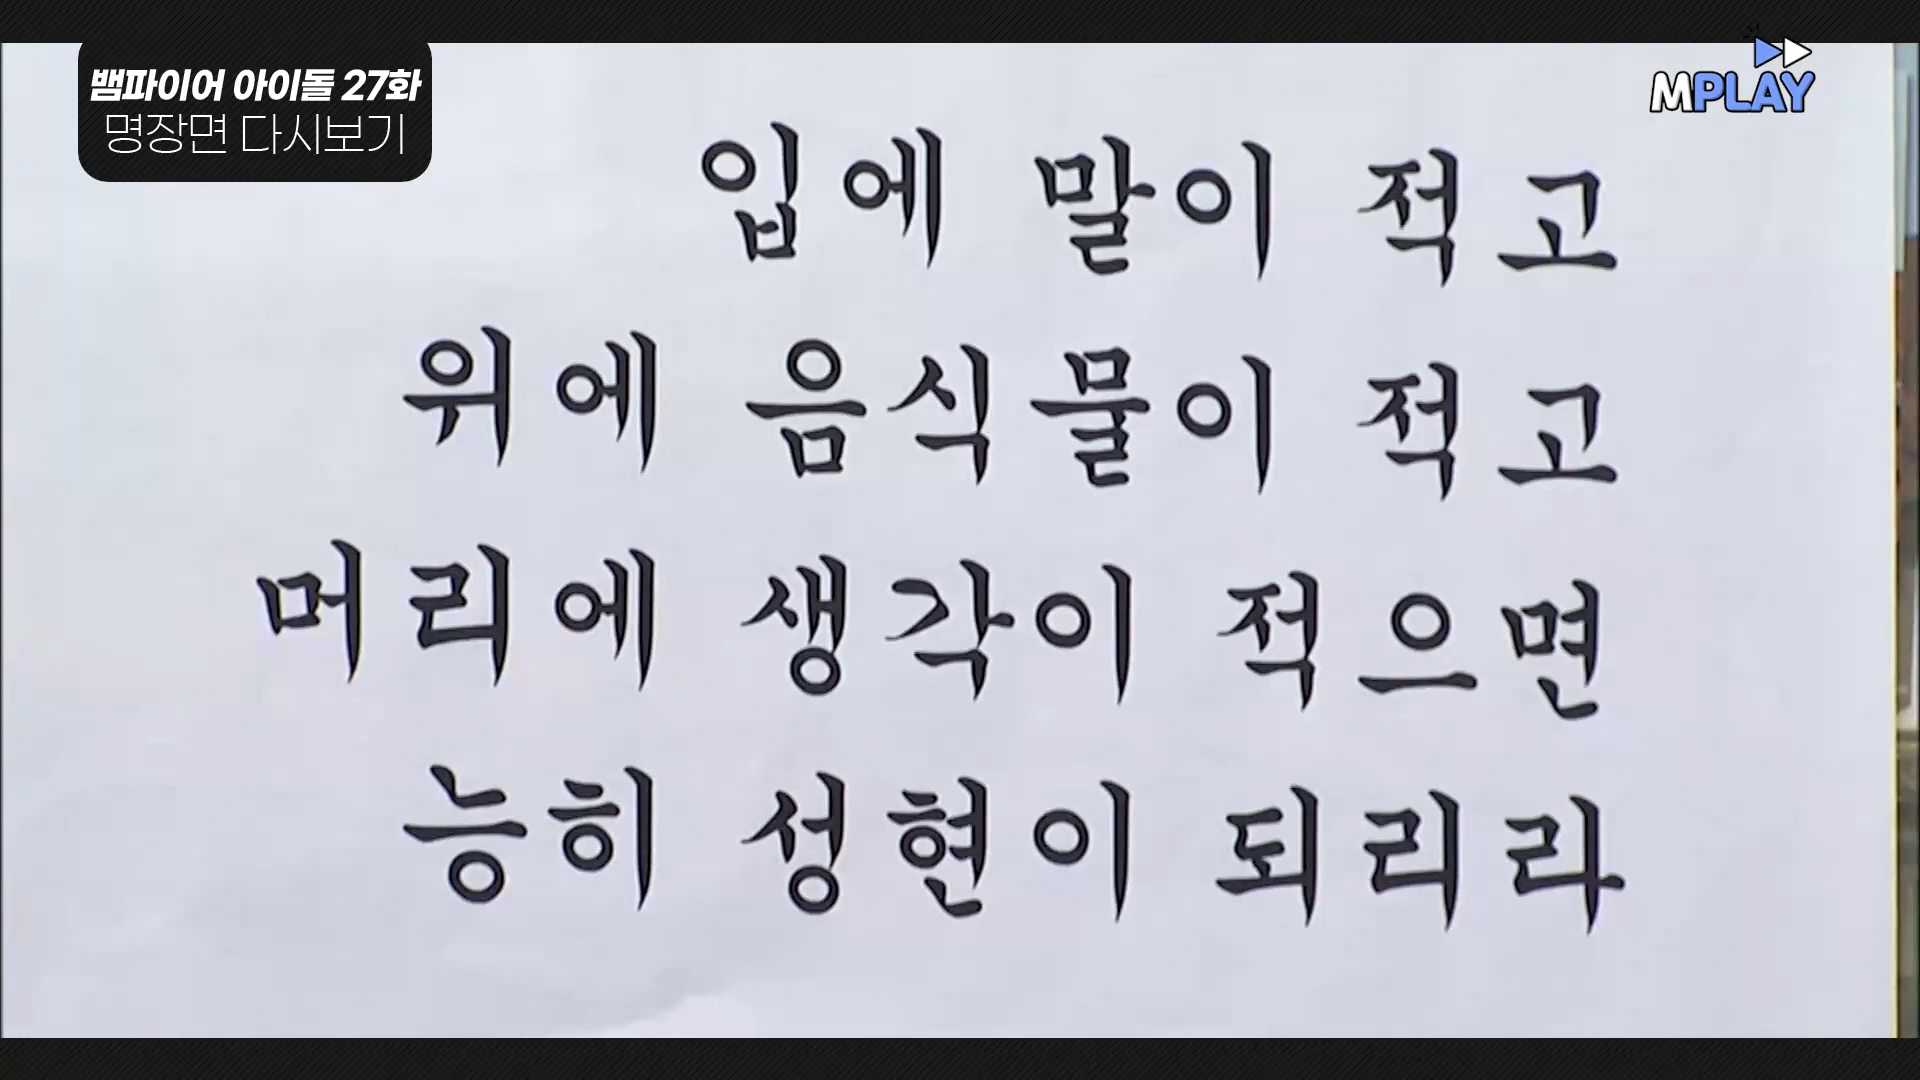 뱀파이어 아이돌 27화
명장면 다시보기
MPLAY
입에 말이 적고
위에 음식물이 적고
머리에 생각이 적으면
능히 성현이 되리라